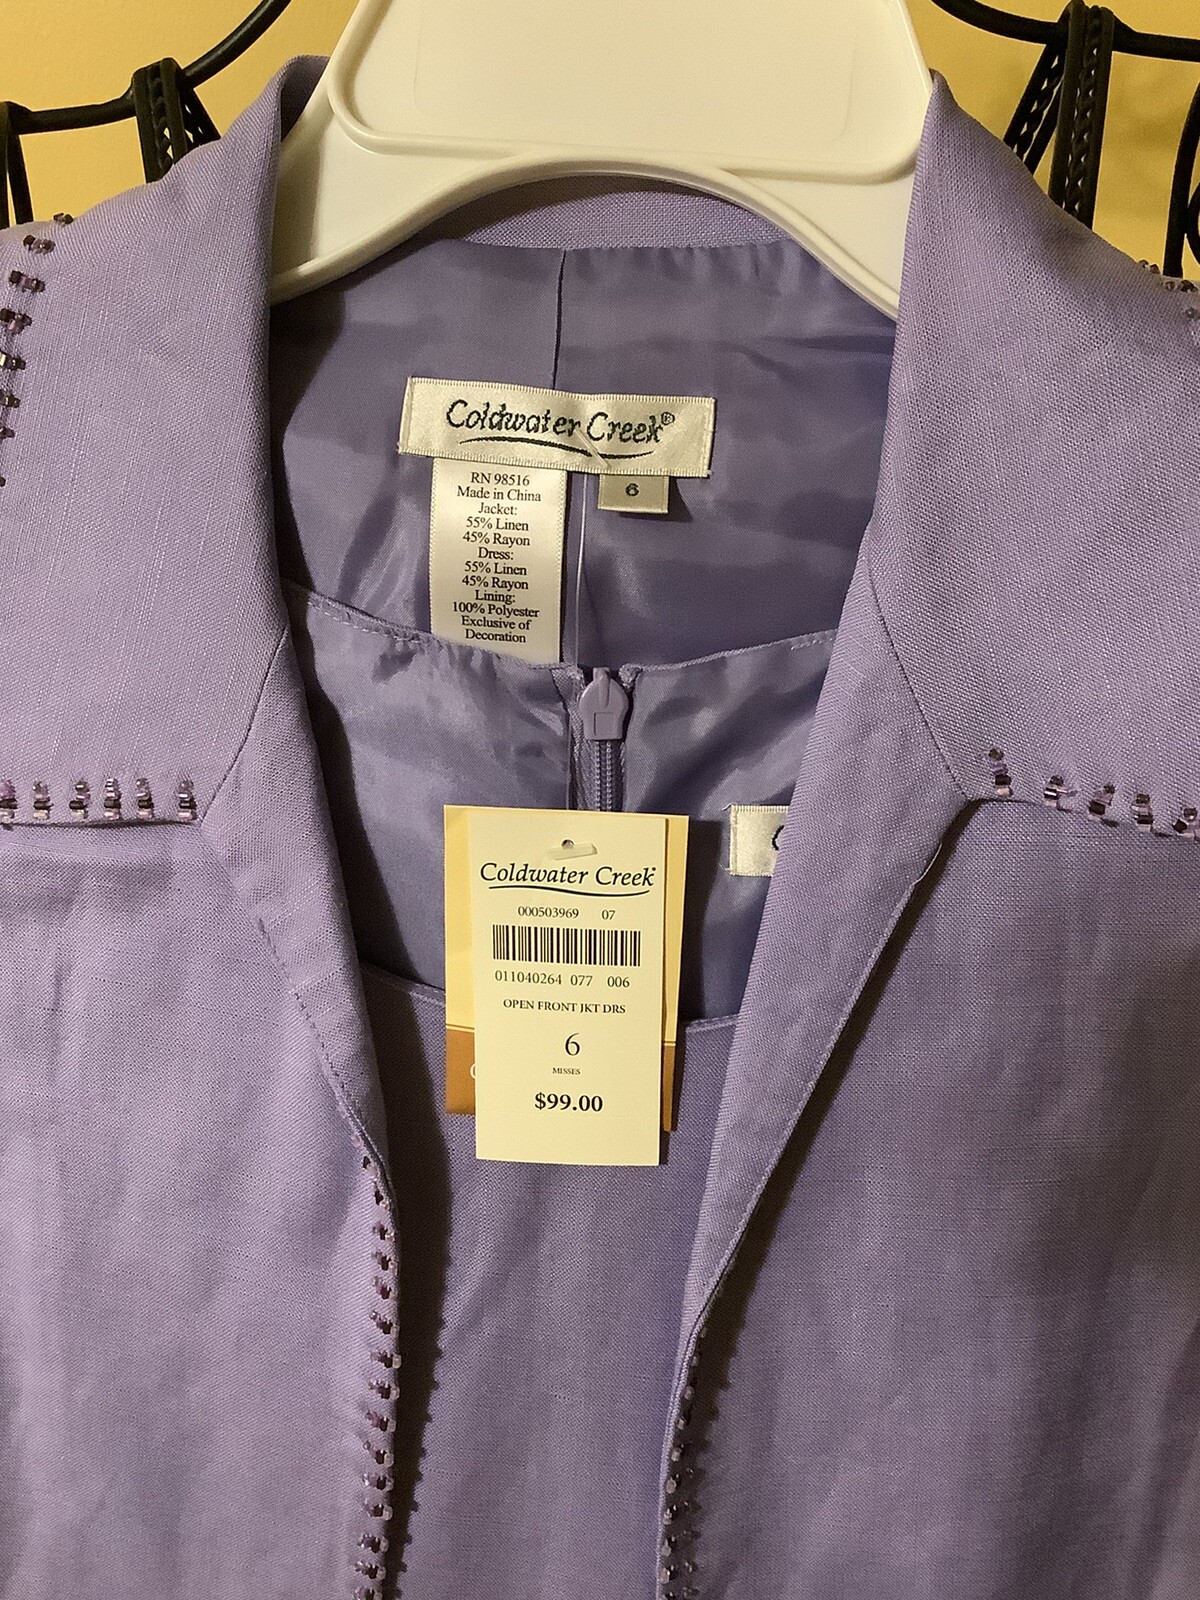 Coldwater Creek®
RN 98516
Made in China
Jacket:
55% Linen
45% Rayon
Dress:
55% Linen
45% Rayon
Lining:
100% Polyester
Exclusive of
Decoration
6
Coldwater Creek
000503969 07
011040264 077 006
OPEN FRONT JKT DRS
6
MISSES
$99.00